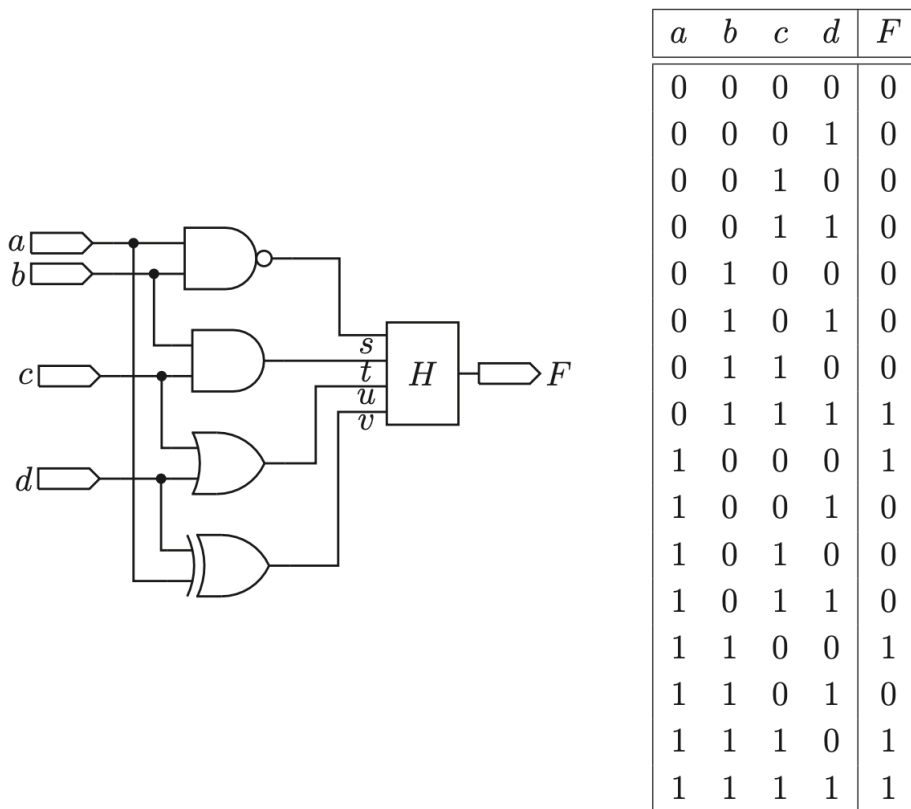 a
b
c
d
s
t
u
v
H
F
a b c d F
0 0 0 0 0
0 0 0 1 0
0 0 1 0 0
0 0 1 1 0
0 1 0 0 0
0 1 0 1 0
0 1 1 0 0
0 1 1 1 1
1 0 0 0 1
1 0 0 1 0
1 0 1 0 0
1 0 1 1 0
1 1 0 0 1
1 1 0 1 0
1 1 1 0 1
1 1 1 1 1